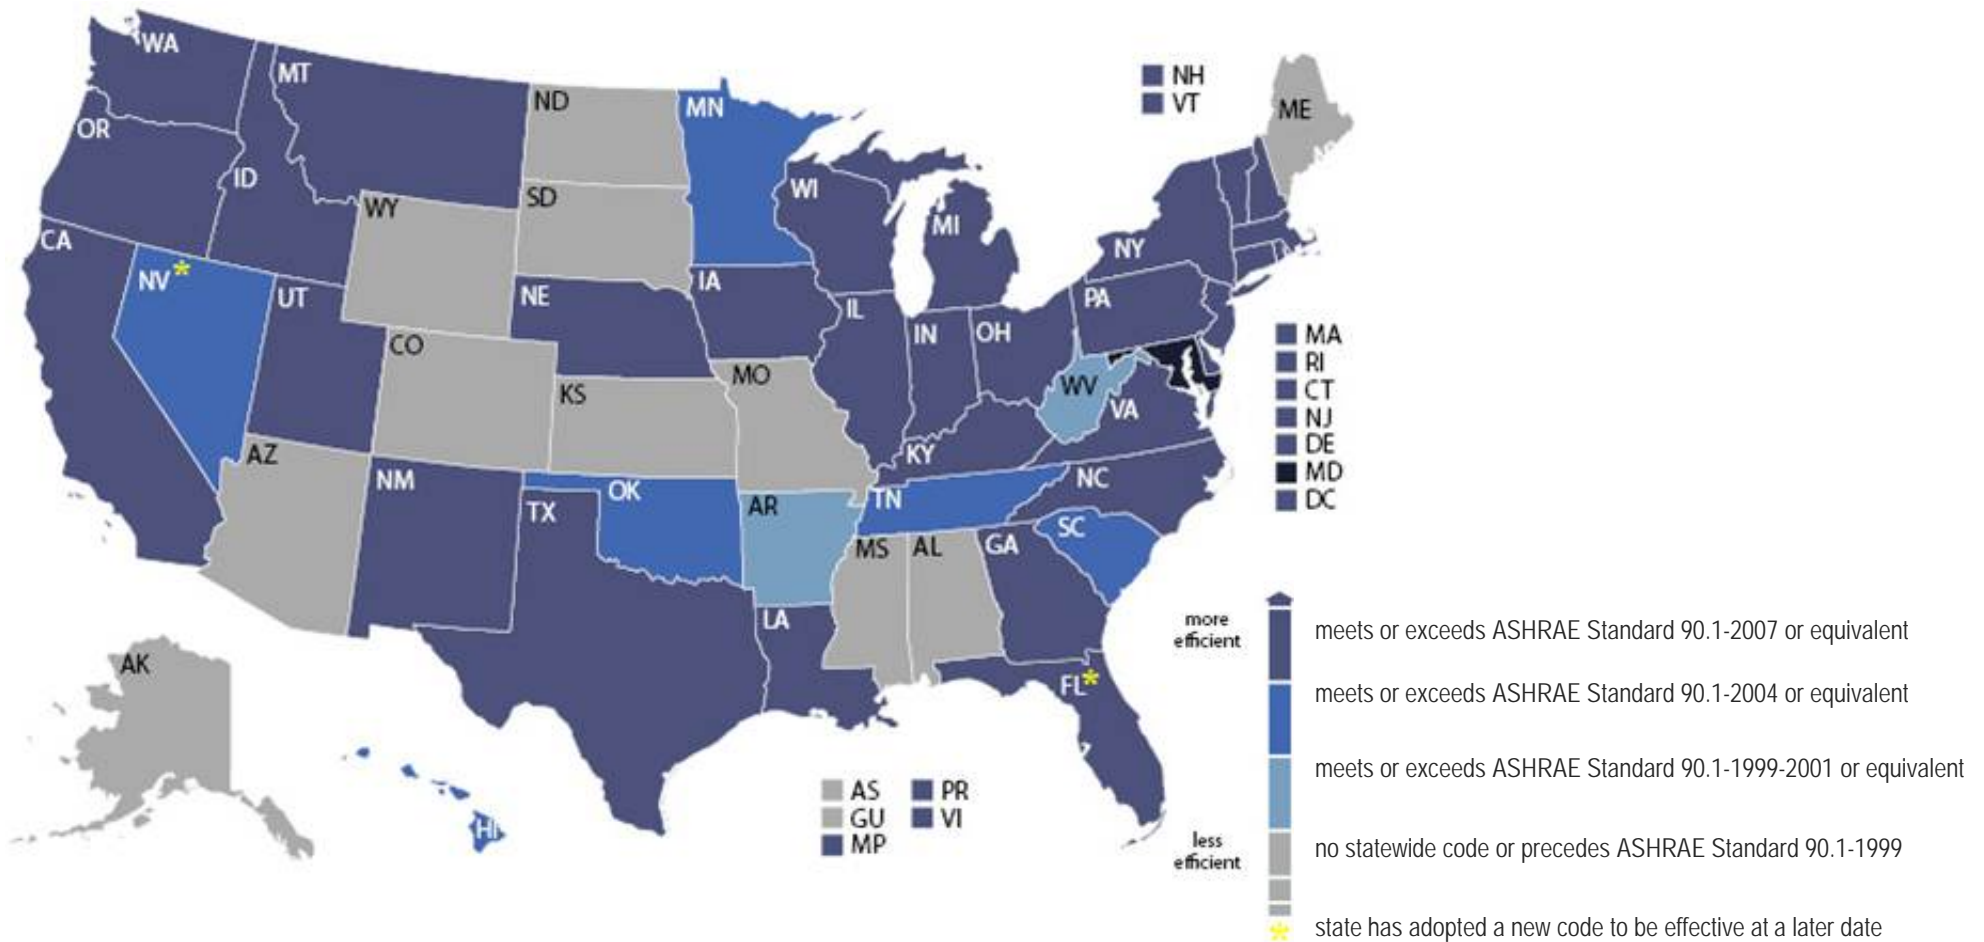 WA
MT
ND
MN
NH
VT
ME
OR
ID
WY
SD
WI
MI
NY
CA
NV*
UT
NE
IA
IL
IN
OH
PA
CO
KS
MO
WV
VA
MA
RI
CT
NJ
DE
MD
DC
AZ
NM
OK
TX
AR
KY
TN
NC
SC
MS
AL
GA
LA
FL*
AK
HI
AS
GU
MP
PR
VI
more
efficient
meets or exceeds ASHRAE Standard 90.1-2007 or equivalent
meets or exceeds ASHRAE Standard 90.1-2004 or equivalent
meets or exceeds ASHRAE Standard 90.1-1999-2001 or equivalent
less
efficient
no statewide code or precedes ASHRAE Standard 90.1-1999
* state has adopted a new code to be effective at a later date